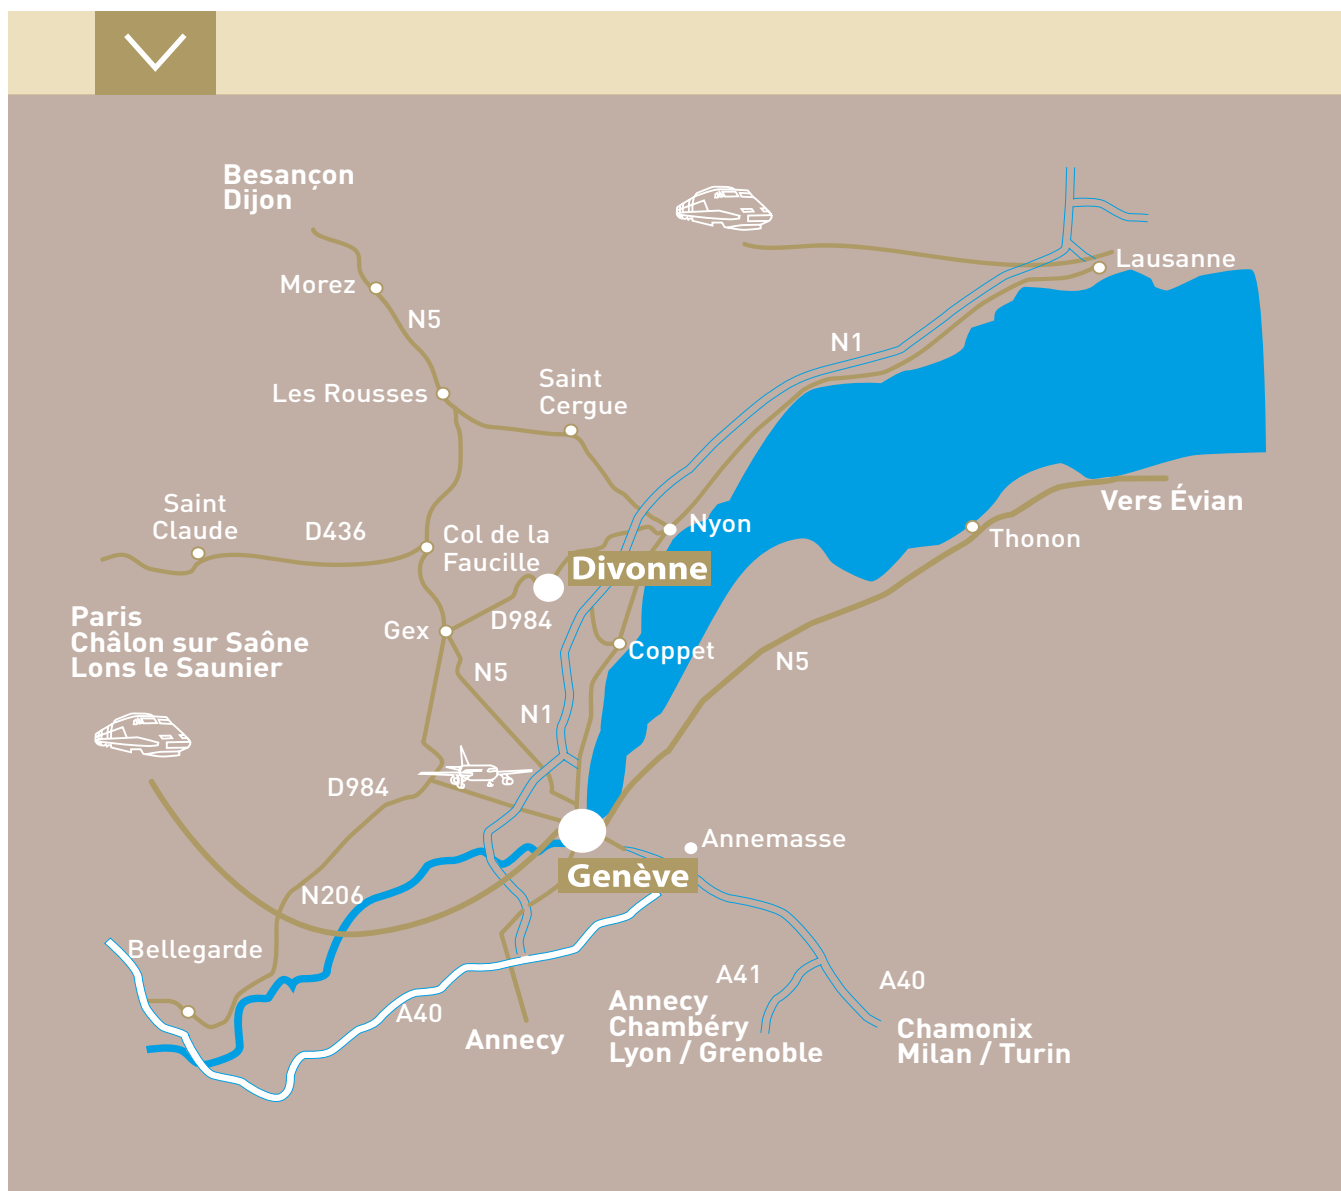 Besançon
Dijon
Morez
Lausanne
N5
N1
Les Rousses
Saint
Cergue
Saint
Claude
D436
Col de la
Faucille
Nyon
Vers Évian
Thonon
Divonne
Paris
Châlon sur Saône
Lons le Saunier
Gex
D984
Coppet
N5
N5
N1
D984
Annemasse
Genève
N206
Bellegarde
A41
A40
A40
Annecy
Annecy
Chambéry
Lyon / Grenoble
Chamonix
Milan / Turin